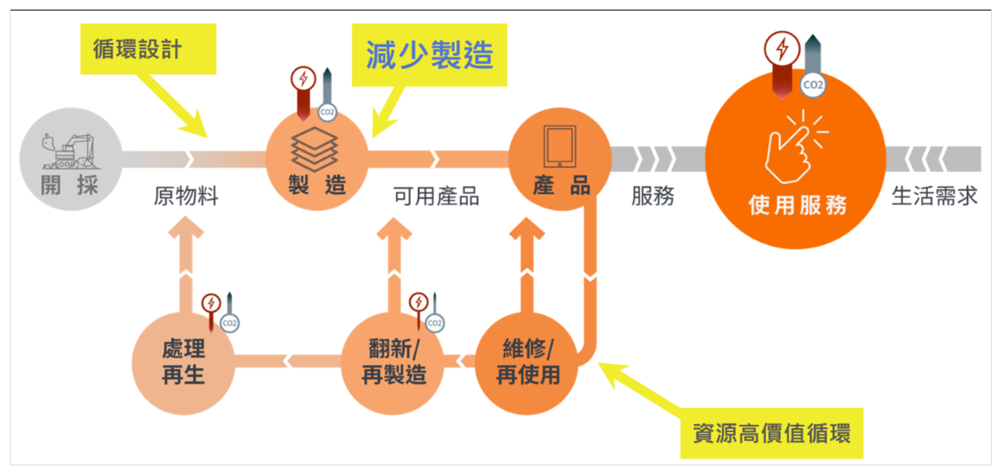 循環設計
減少製造
CO2
CO2
開採
原物料
製造
可用產品
產品
服務
使用服務
生活需求
CO2
CO2
處理
再生
翻新/
再製造
維修/
再使用
資源高價值循環